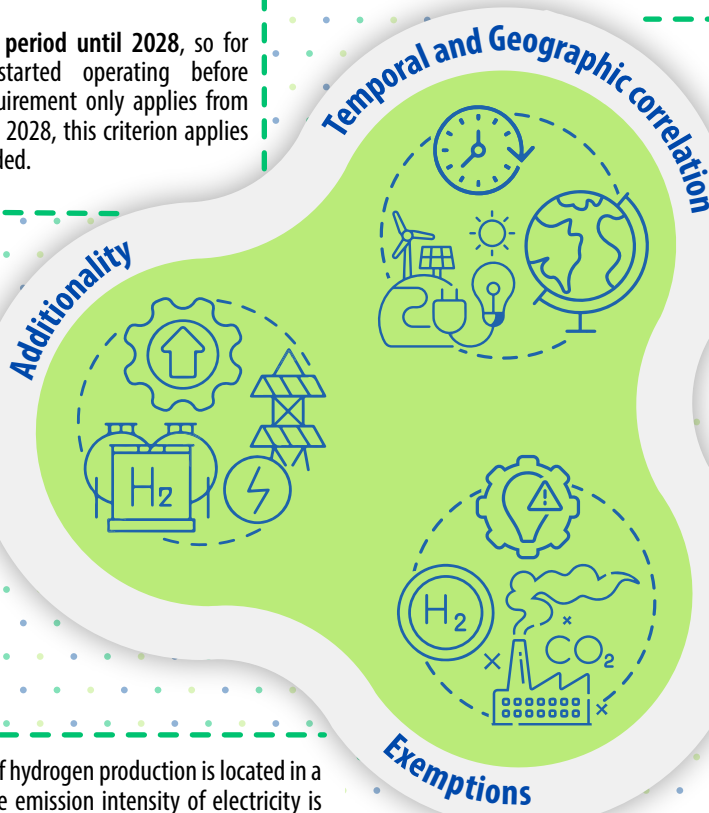 period until 2028, so for
started operating before
uirement only applies from
2028, this criterion applies
ded.
Temporal and Geographic correlation
Additionality
H2
H2
CO2
Exemptions
f hydrogen production is located in a
e emission intensity of electricity is